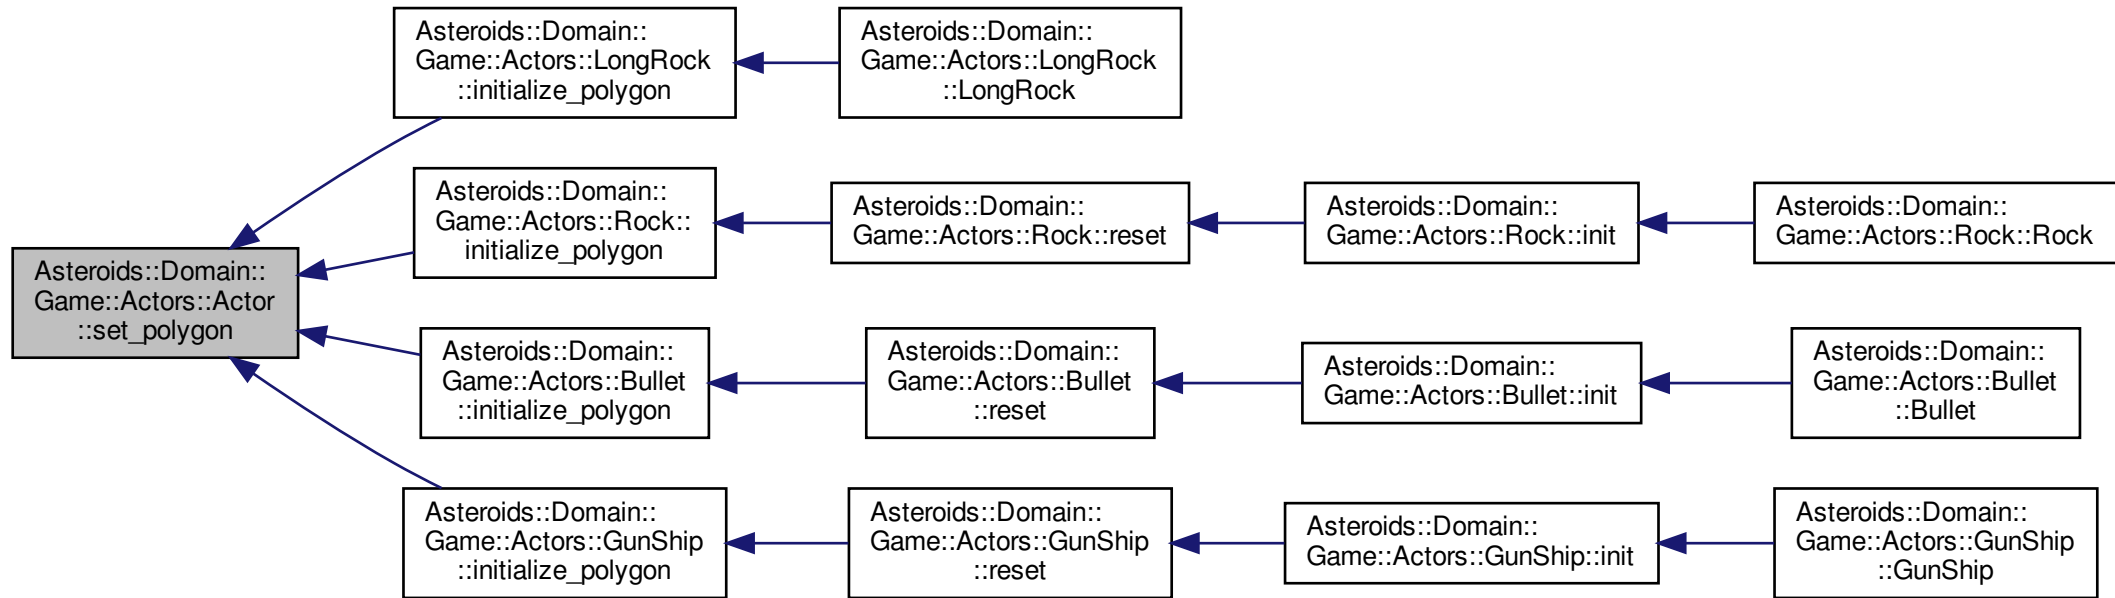 Asteroids::Domain::
Game::Actors::LongRock
::initialize_polygon
Asteroids::Domain::
Game::Actors::LongRock
::LongRock
Asteroids::Domain::
Game::Actors::Rock::
initialize_polygon
Asteroids::Domain::
Game::Actors::Rock::reset
Asteroids::Domain::
Game::Actors::Rock::init
Asteroids::Domain::
Game::Actors::Rock::Rock
Asteroids::Domain::
Game::Actors::Actor
::set_polygon
Asteroids::Domain::
Game::Actors::Bullet
::initialize_polygon
Asteroids::Domain::
Game::Actors::Bullet
::reset
Asteroids::Domain::
Game::Actors::Bullet::init
Asteroids::Domain::
Game::Actors::Bullet
::Bullet
Asteroids::Domain::
Game::Actors::GunShip
::initialize_polygon
Asteroids::Domain::
Game::Actors::GunShip
::reset
Asteroids::Domain::
Game::Actors::GunShip::init
Asteroids::Domain::
Game::Actors::GunShip
::GunShip